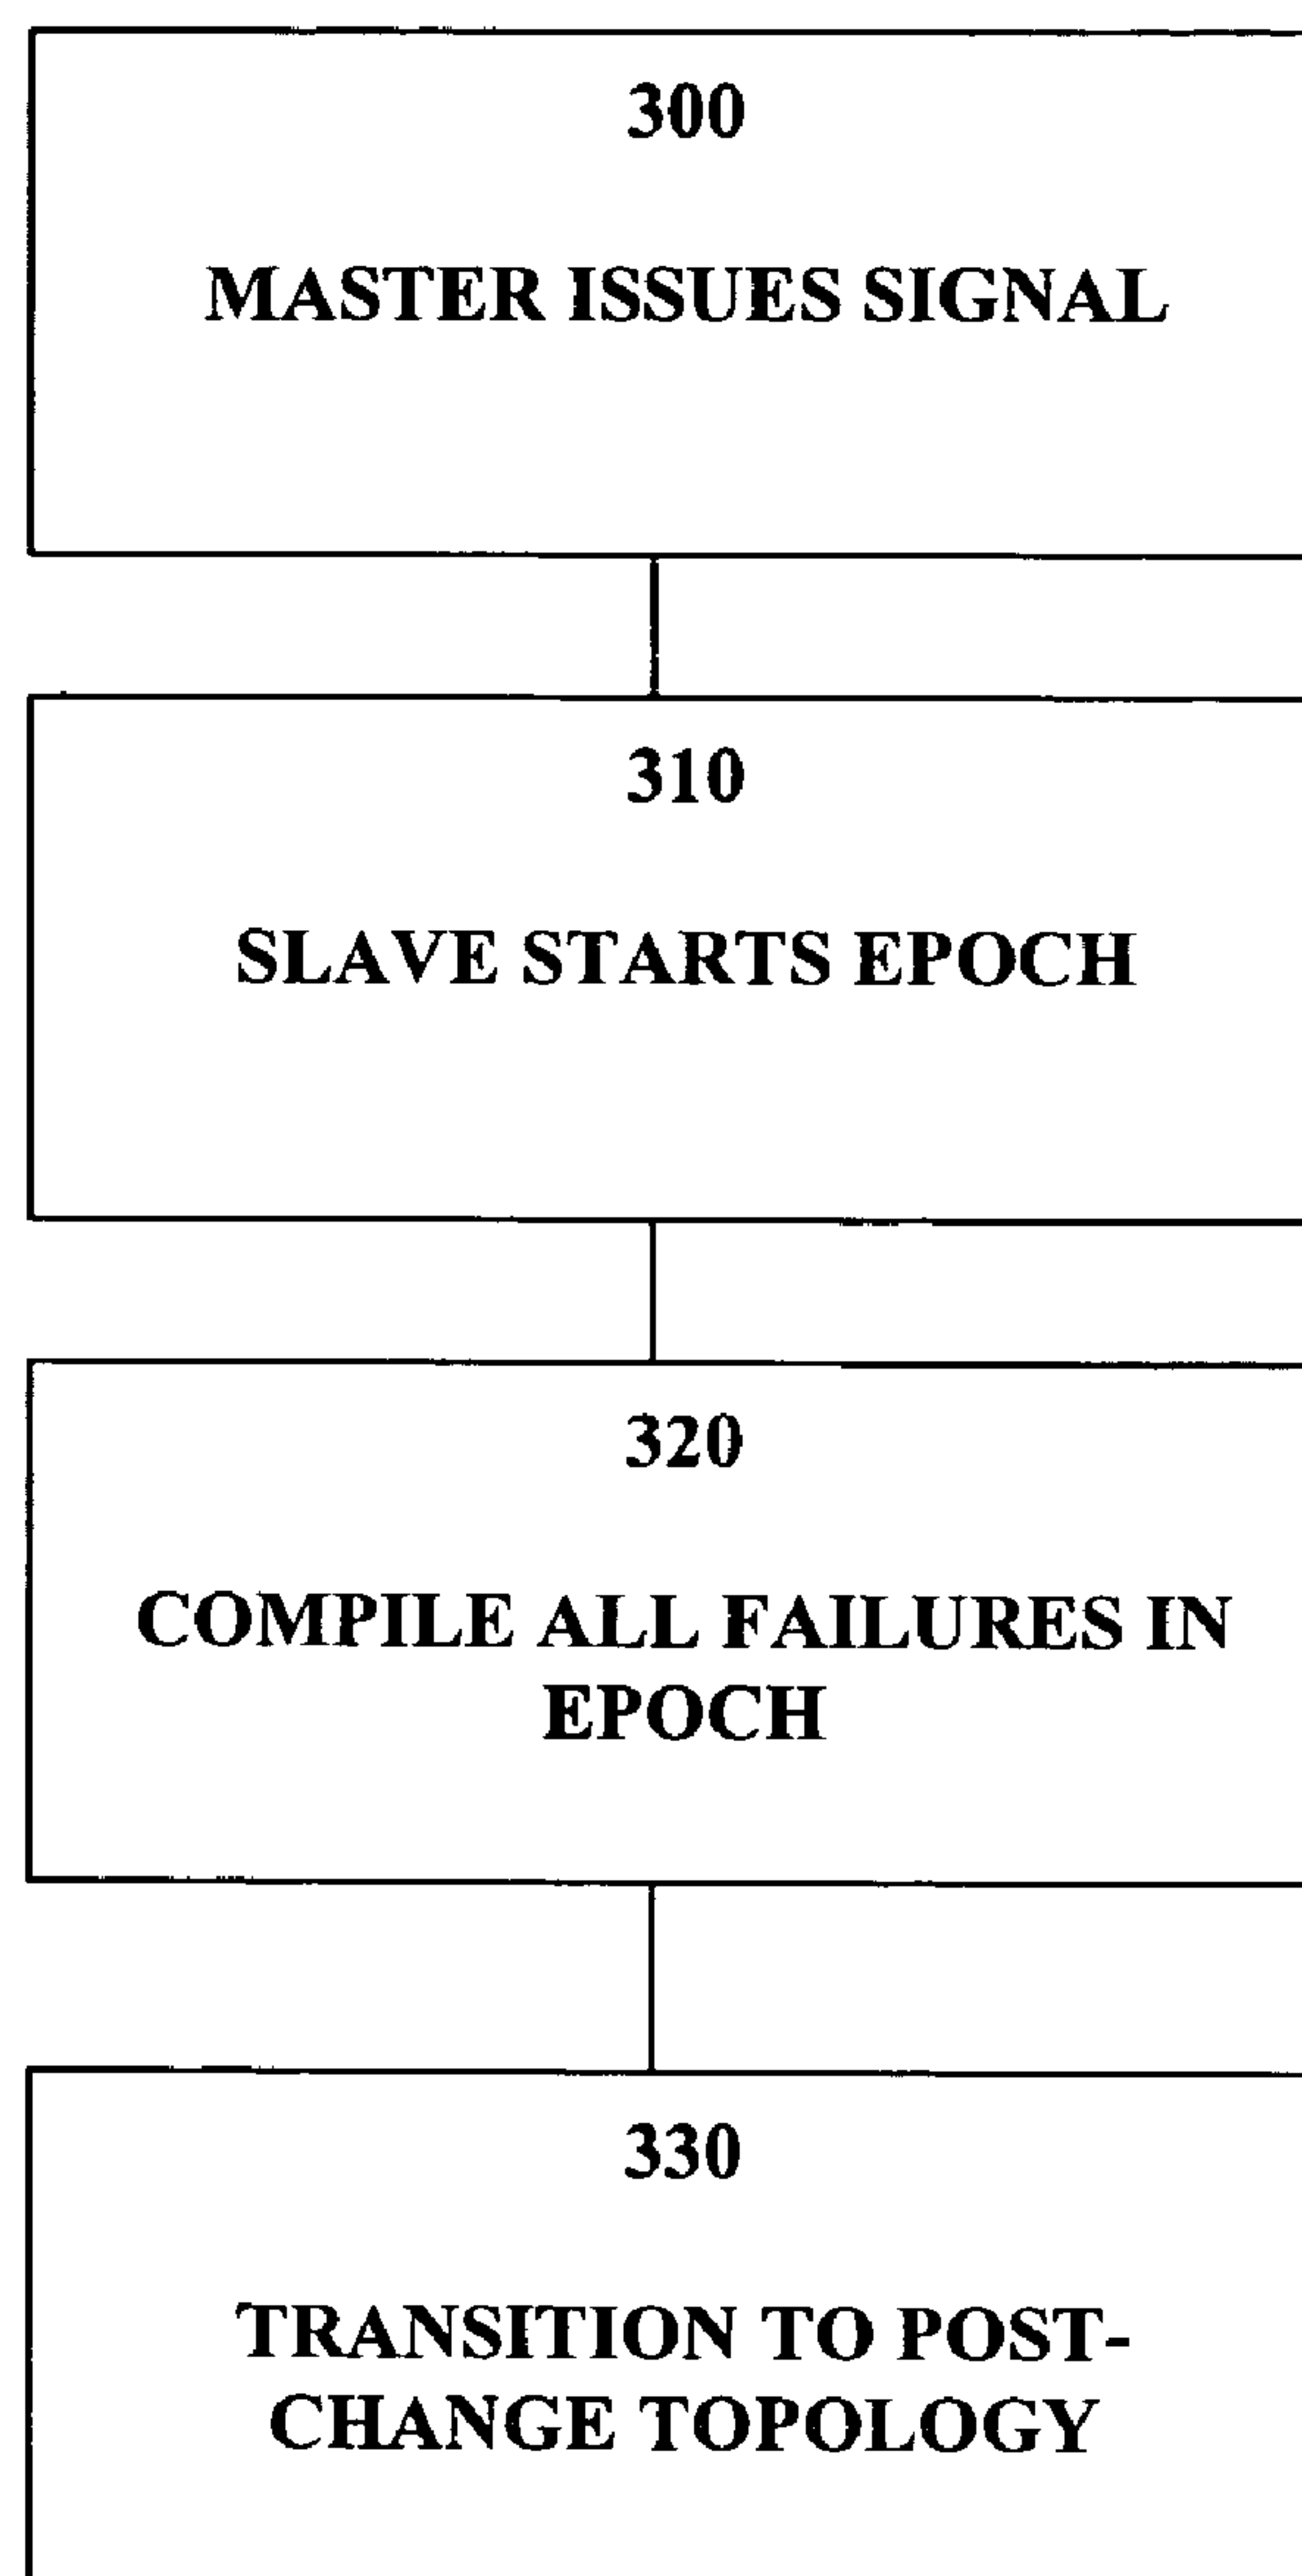 300
MASTER ISSUES SIGNAL
310
SLAVE STARTS EPOCH
320
COMPILE ALL FAILURES IN
EPOCH
330
TRANSITION TO POST-
CHANGE TOPOLOGY